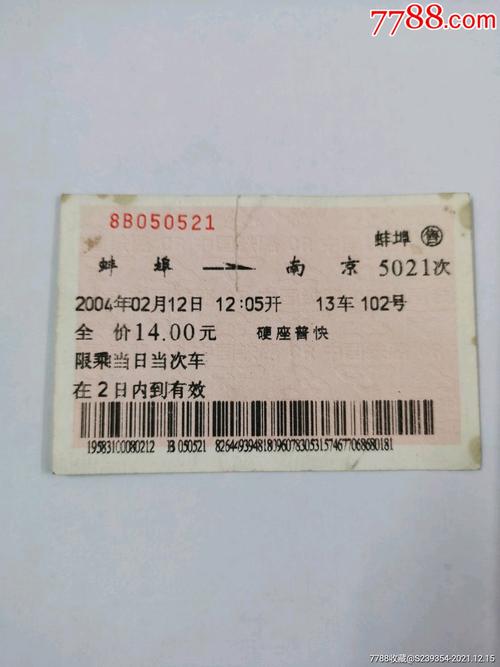 7788.com
8B050521
蚌埠 售
蚌 埠 → 南 京 5021次
2004年02月12日 12:05开 13车 102号
全 价14.00元 硬座普快
限乘当日当次车
在2日内到有效
7788收藏@S239354-2021.12.15